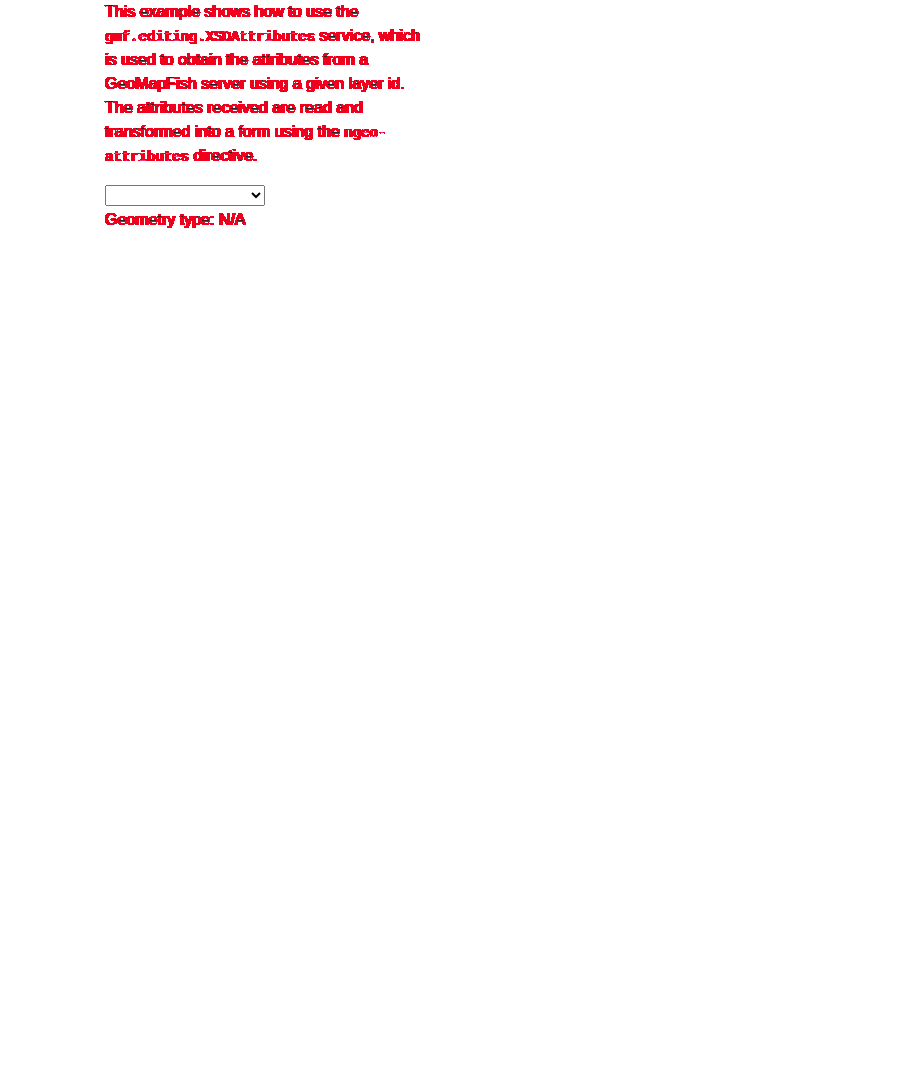 This example shows how to use the
gmf.editing.XSDAttributes service, which
is used to obtain the attributes from a
GeoMapFish server using a given layer id.
The attributes received are read and
transformed into a form using the ngeo-
attributes directive.
Geometry type: N/A